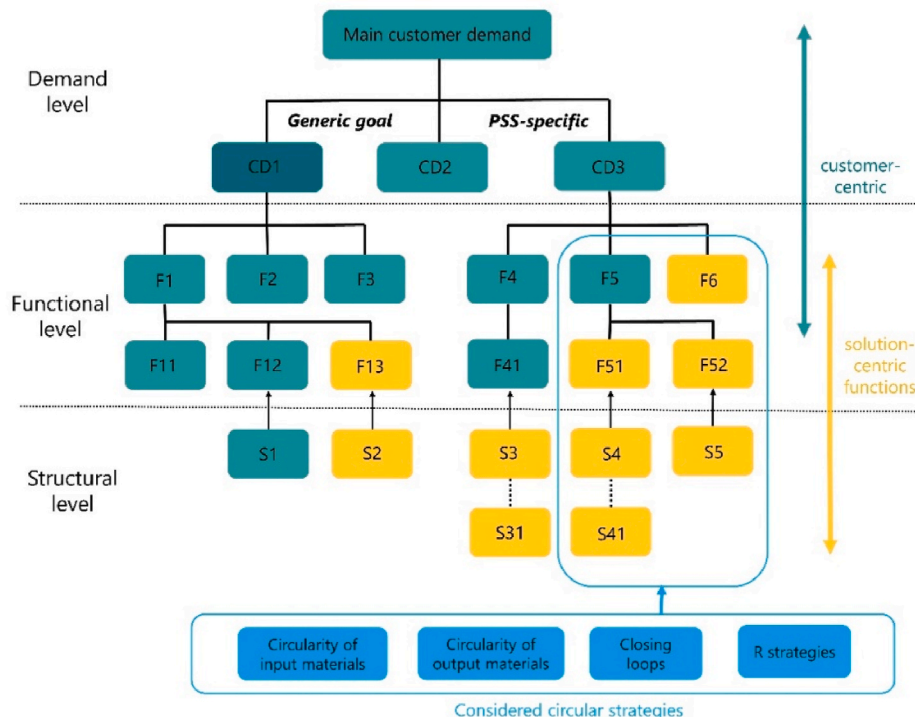 Main customer demand
Demand
level
Generic goal
PSS-specific
CD1
CD2
CD3
customer-
centric
F1
F2
F3
F4
F5
F6
Functional
level
F11
F12
F13
F41
F51
F52
solution-
centric
functions
Structural
level
S1
S2
S3
S4
S5
S31
S41
Circularity of
input materials
Circularity of
output materials
Closing
loops
R strategies
Considered circular strategies